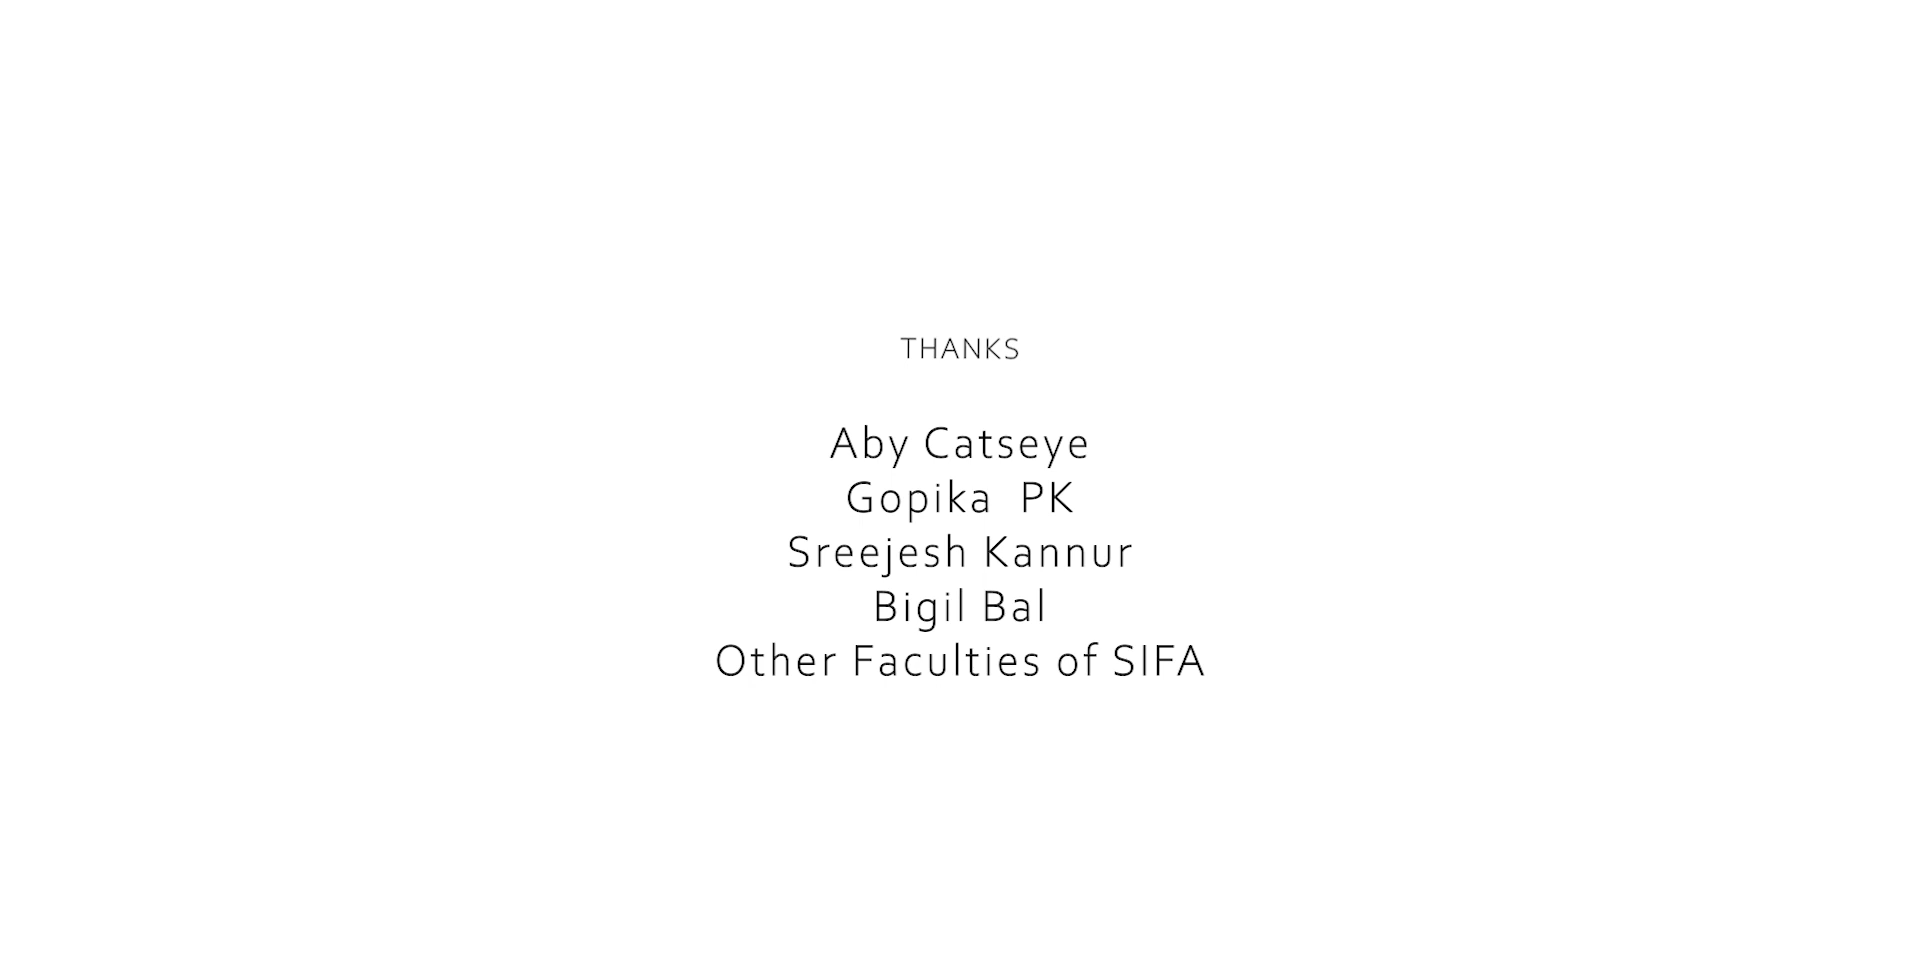 THANKS
Aby Catseye
Gopika  PK
Sreejesh Kannur
Bigil Bal
Other Faculties of SIFA